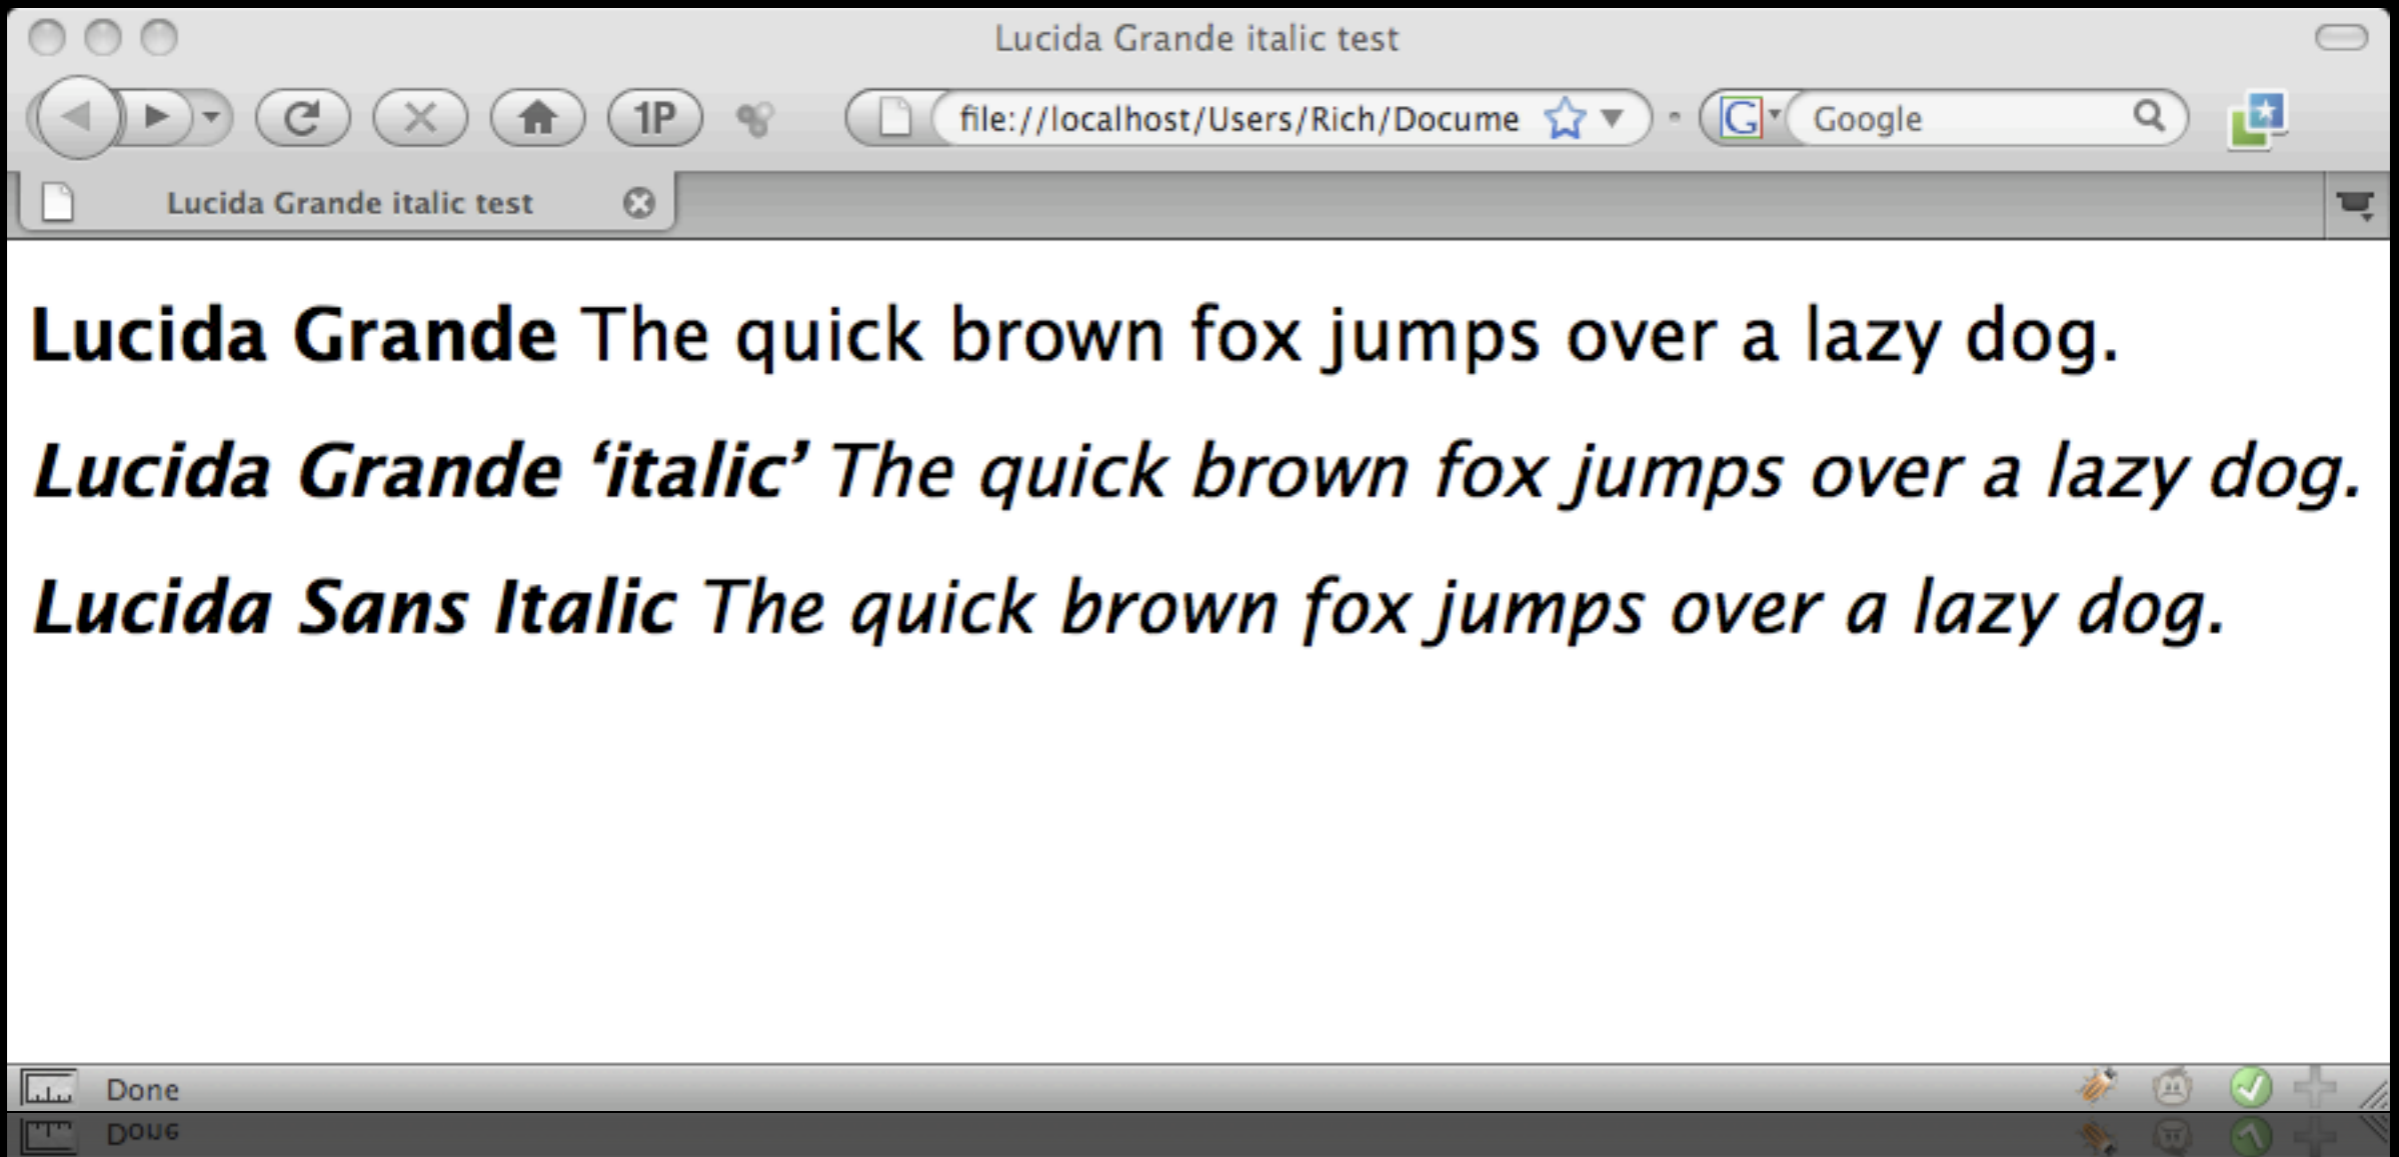 Lucida Grande italic test
1P
file://localhost/Users/Rich/Docume
G
Google
Lucida Grande italic test
Lucida Grande The quick brown fox jumps over a lazy dog.
Lucida Grande ‘italic’ The quick brown fox jumps over a lazy dog.
Lucida Sans Italic The quick brown fox jumps over a lazy dog.
Done